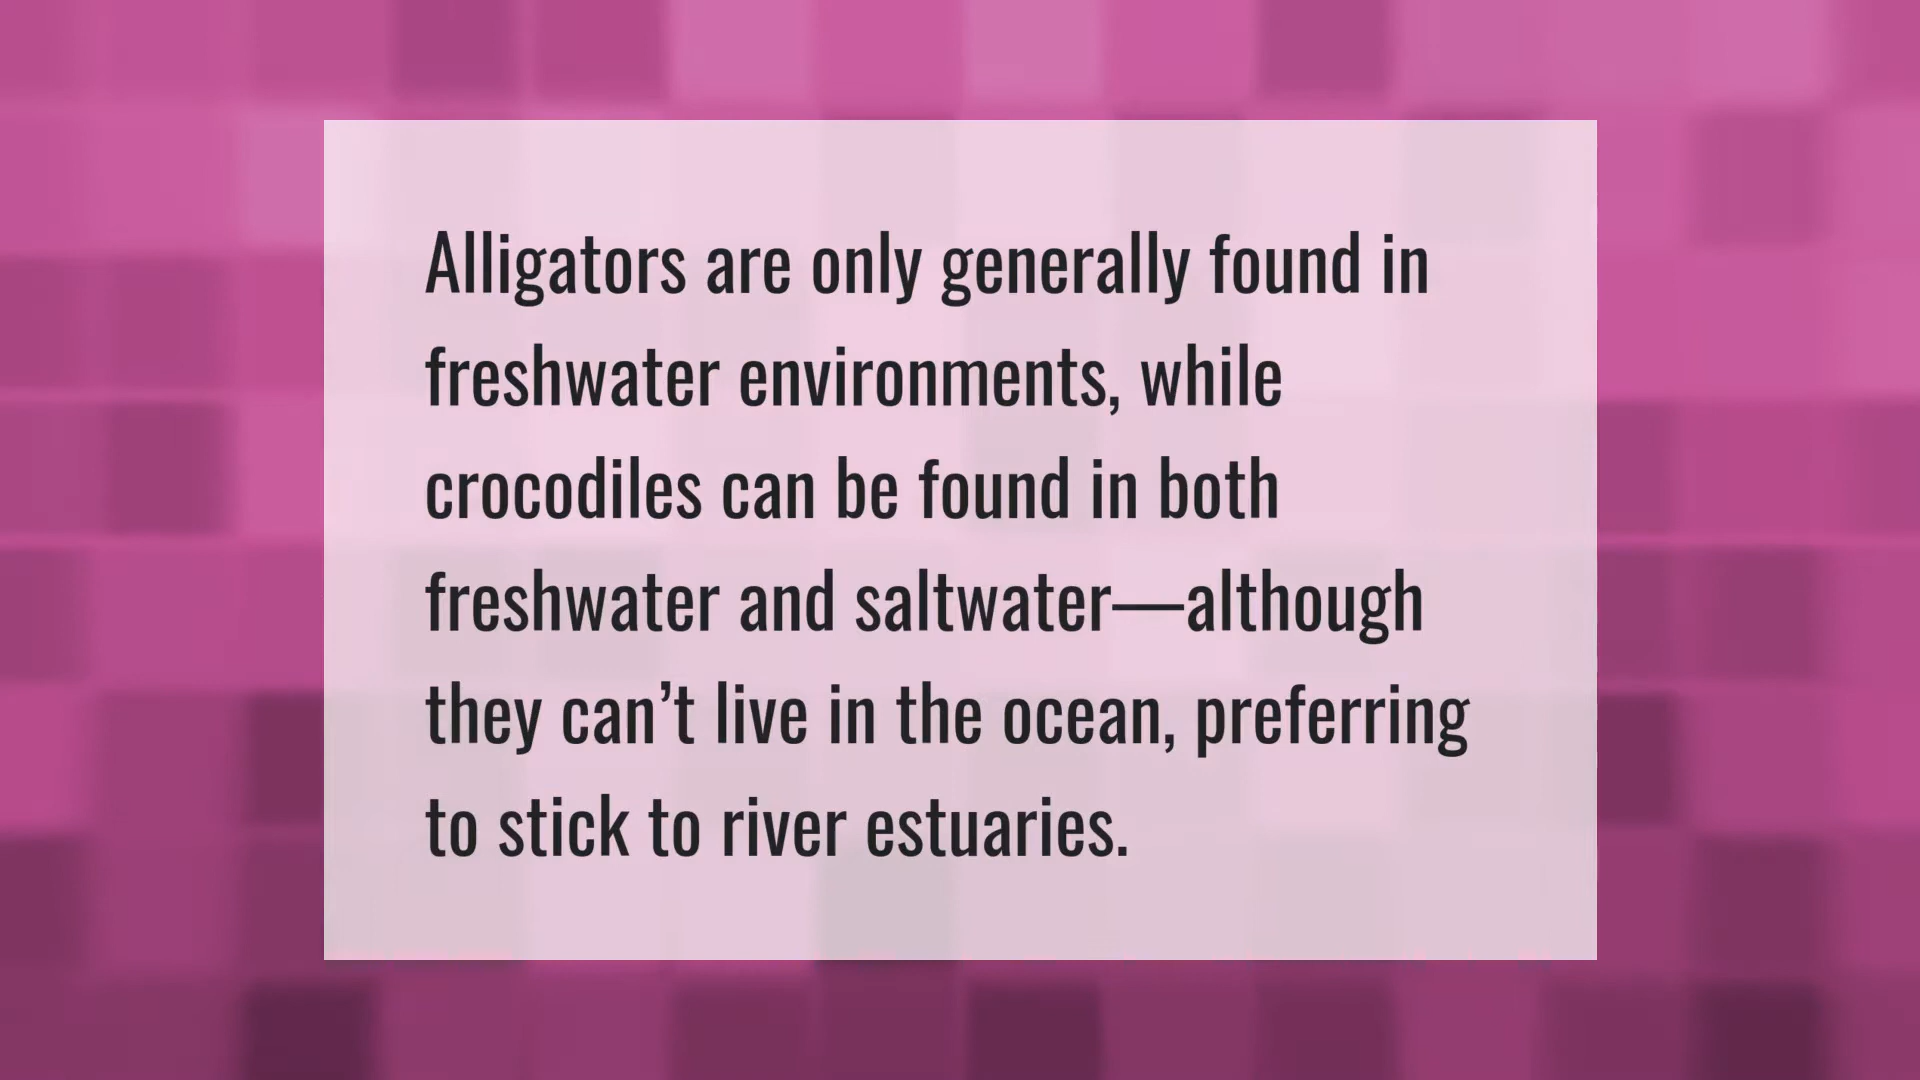 Alligators are only generally found in
freshwater environments, while
crocodiles can be found in both
freshwater and saltwater—although
they can’t live in the ocean, preferring
to stick to river estuaries.